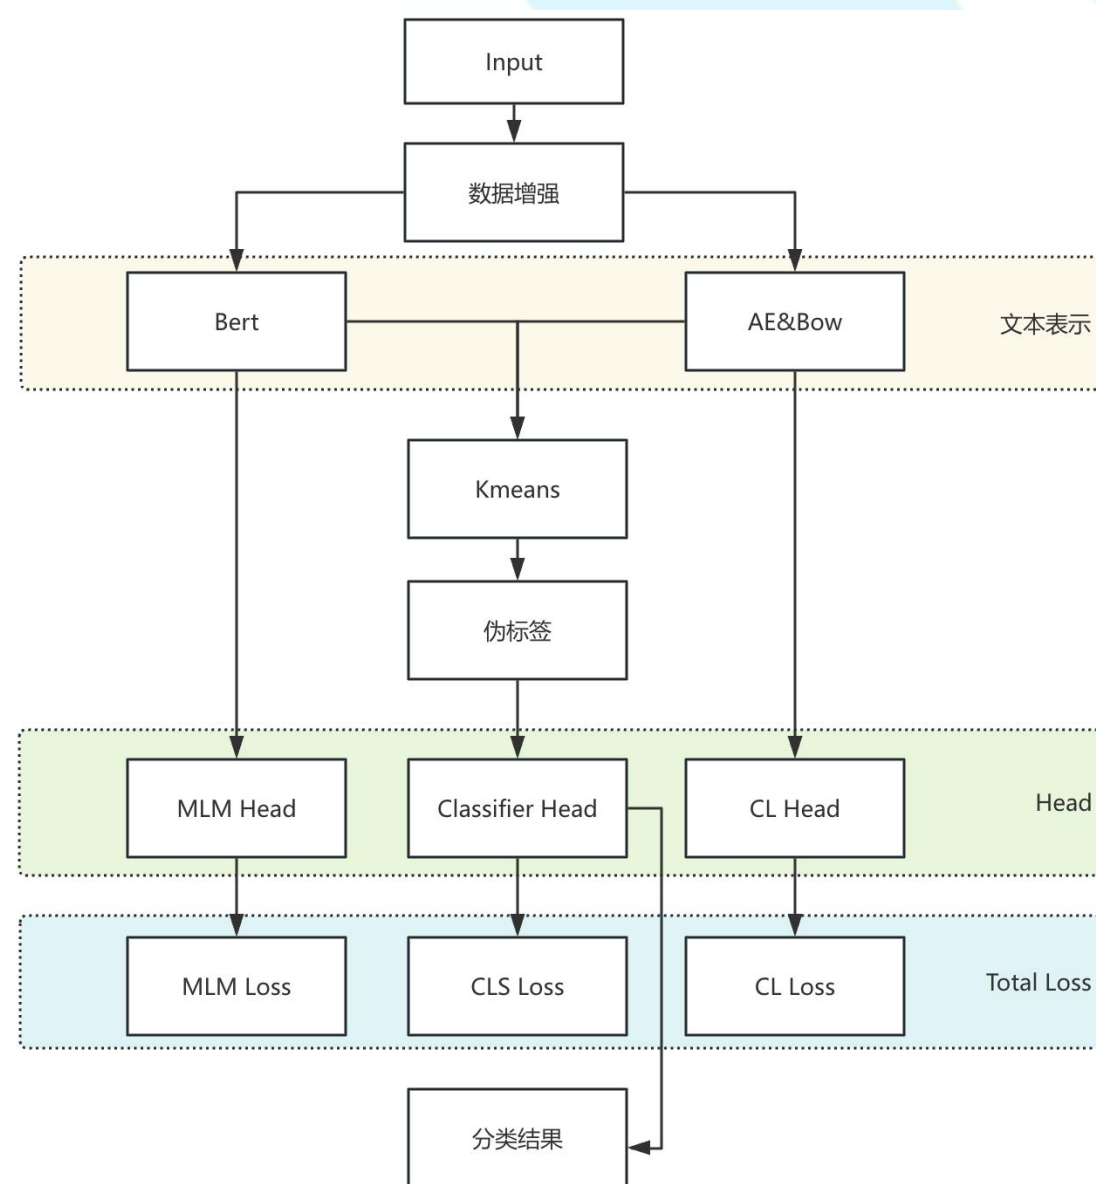 Input
数据增强
Bert
AE&Bow
文本表示
Kmeans
伪标签
MLM Head
Classifier Head
CL Head
Head
MLM Loss
CLS Loss
CL Loss
Total Loss
分类结果